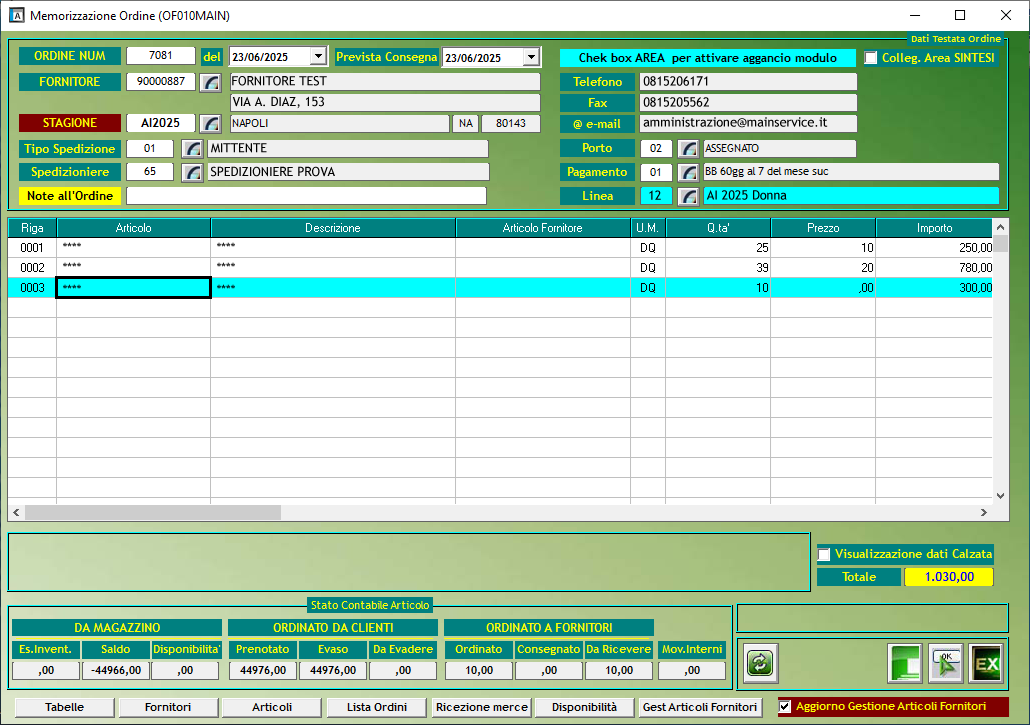 Memorizzazione Ordine (OF010MAIN)
Dati Testata Ordine
ORDINE NUM 7081 del 23/06/2025 Prevista Consegna 23/06/2025 Chek box AREA per attivare aggancio modulo Colleg. Area SINTESI
FORNITORE 90000887 FORNITORE TEST Telefono 0815206171
VIA A. DIAZ, 153 Fax 0815205562
STAGIONE AI2025 NAPOLI NA 80143 @ e-mail amministrazione@mainservice.it
Tipo Spedizione 01 MITTENTE Porto 02 ASSEGNATO
Spedizioniere 65 SPEDIZIONIERE PROVA Pagamento 01 BB 60gg al 7 del mese suc
Note all'Ordine Linea 12 AI 2025 Donna
Riga Articolo Descrizione Articolo Fornitore U.M. Q.ta' Prezzo Importo
0001 **** **** DQ 25 10 250,00
0002 **** **** DQ 39 20 780,00
0003 **** **** DQ 10 ,00 300,00
Visualizzazione dati Calzata
Totale 1.030,00
Stato Contabile Articolo
DA MAGAZZINO ORDINATO DA CLIENTI ORDINATO A FORNITORI
Es.Invent. Saldo Disponibilita' Prenotato Evaso Da Evadere Ordinato Consegnato Da Ricevere Mov.Interni
,00 -44966,00 ,00 44976,00 44976,00 ,00 10,00 ,00 10,00 ,00
OK EX
Tabelle Fornitori Articoli Lista Ordini Ricezione merce Disponibilità Gest Articoli Fornitori Aggiorno Gestione Articoli Fornitori